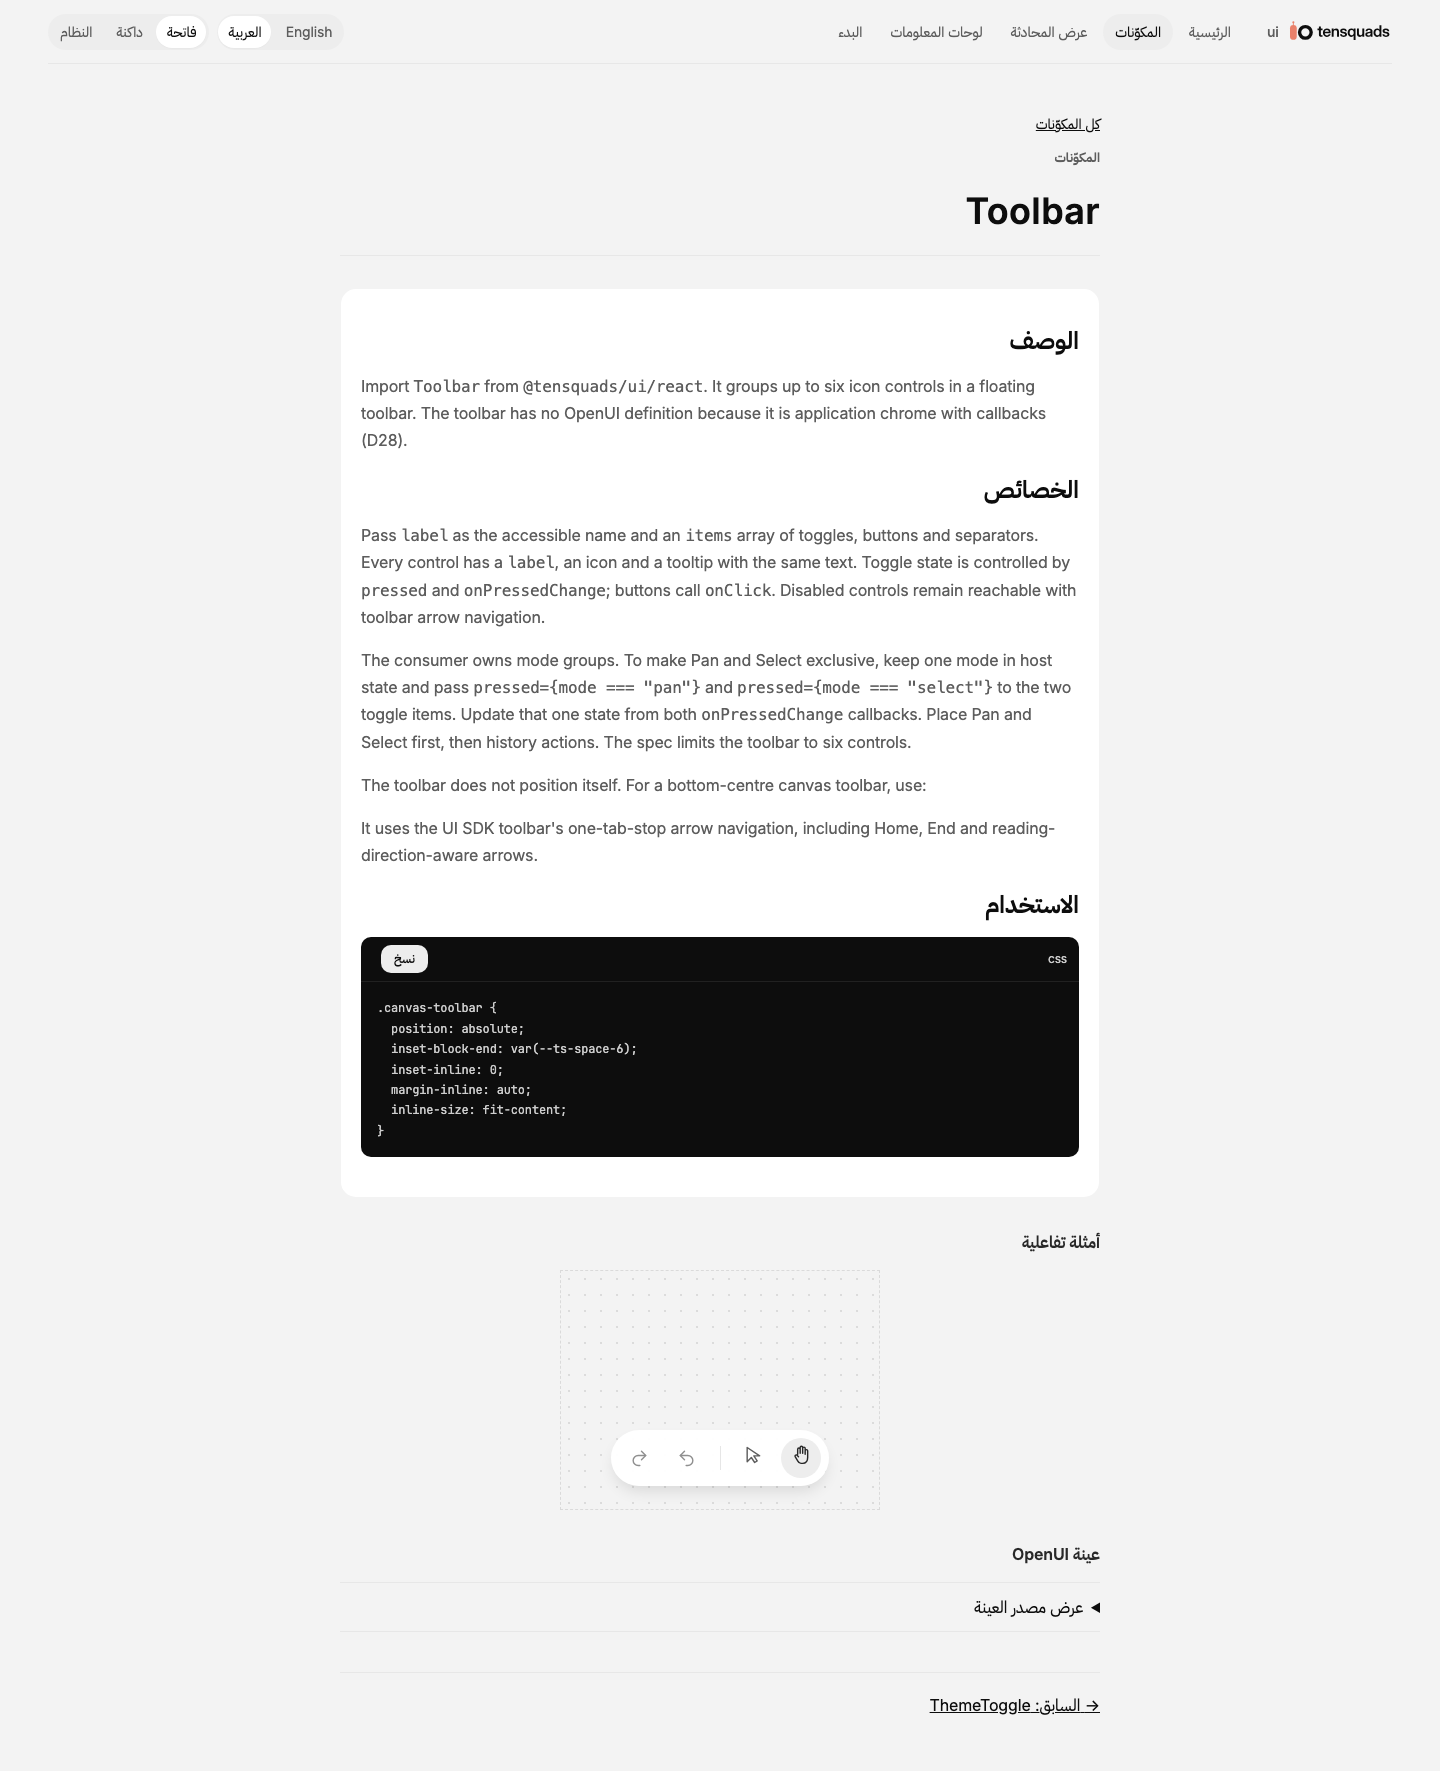 tensquads ui
الرئيسية
المكوّنات
عرض المحادثة
لوحات المعلومات
البدء
English
العربية
فاتحة
داكنة
النظام
كل المكوّنات
المكوّنات
Toolbar
الوصف
Import Toolbar from @tensquads/ui/react. It groups up to six icon controls in a floating
toolbar. The toolbar has no OpenUI definition because it is application chrome with callbacks
(D28).
الخصائص
Pass label as the accessible name and an items array of toggles, buttons and separators.
Every control has a label, an icon and a tooltip with the same text. Toggle state is controlled by
pressed and onPressedChange; buttons call onClick. Disabled controls remain reachable with
toolbar arrow navigation.
The consumer owns mode groups. To make Pan and Select exclusive, keep one mode in host
state and pass pressed={mode === "pan"} and pressed={mode === "select"} to the two
toggle items. Update that one state from both onPressedChange callbacks. Place Pan and
Select first, then history actions. The spec limits the toolbar to six controls.
The toolbar does not position itself. For a bottom-centre canvas toolbar, use:
It uses the UI SDK toolbar's one-tab-stop arrow navigation, including Home, End and reading-
direction-aware arrows.
الاستخدام
css
نسخ
.canvas-toolbar {
  position: absolute;
  inset-block-end: var(--ts-space-6);
  inset-inline: 0;
  margin-inline: auto;
  inline-size: fit-content;
}
أمثلة تفاعلية
عينة OpenUI
عرض مصدر العينة
→ السابق: ThemeToggle